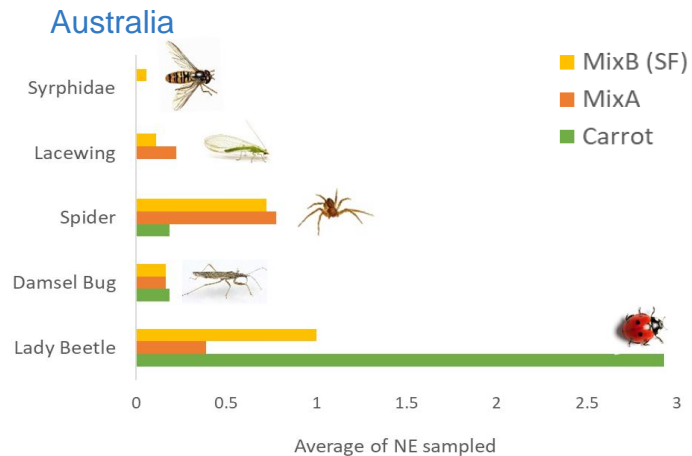 Australia
MixB (SF)
MixA
Carrot
Syrphidae
Lacewing
Spider
Damsel Bug
Lady Beetle
0 0.5 1 1.5 2 2.5 3
Average of NE sampled